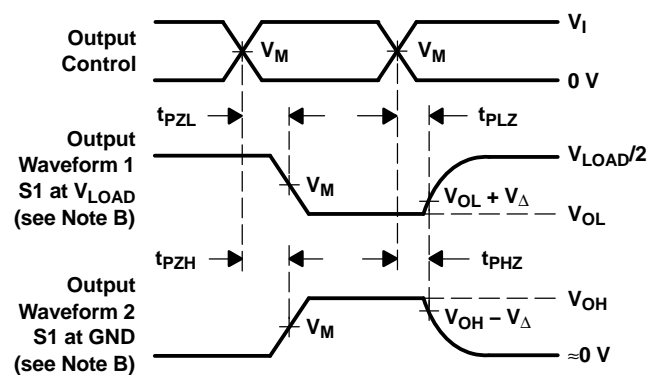 Output
Control
V_M
V_M
V_I
0 V
t_PZL
t_PLZ
Output
Waveform 1
S1 at V_LOAD
(see Note B)
V_M
V_LOAD/2
V_OL + V_Δ
V_OL
t_PZH
t_PHZ
Output
Waveform 2
S1 at GND
(see Note B)
V_M
V_OH
V_OH – V_Δ
≈0 V